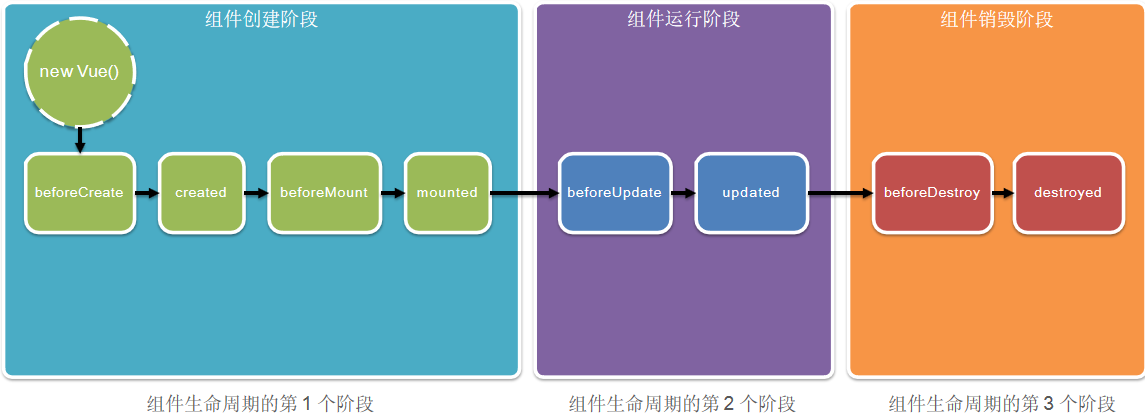 组件创建阶段
组件运行阶段
组件销毁阶段
new Vue()
beforeCreate
created
beforeMount
mounted
beforeUpdate
updated
beforeDestroy
destroyed
组件生命周期的第 1 个阶段
组件生命周期的第 2 个阶段
组件生命周期的第 3 个阶段